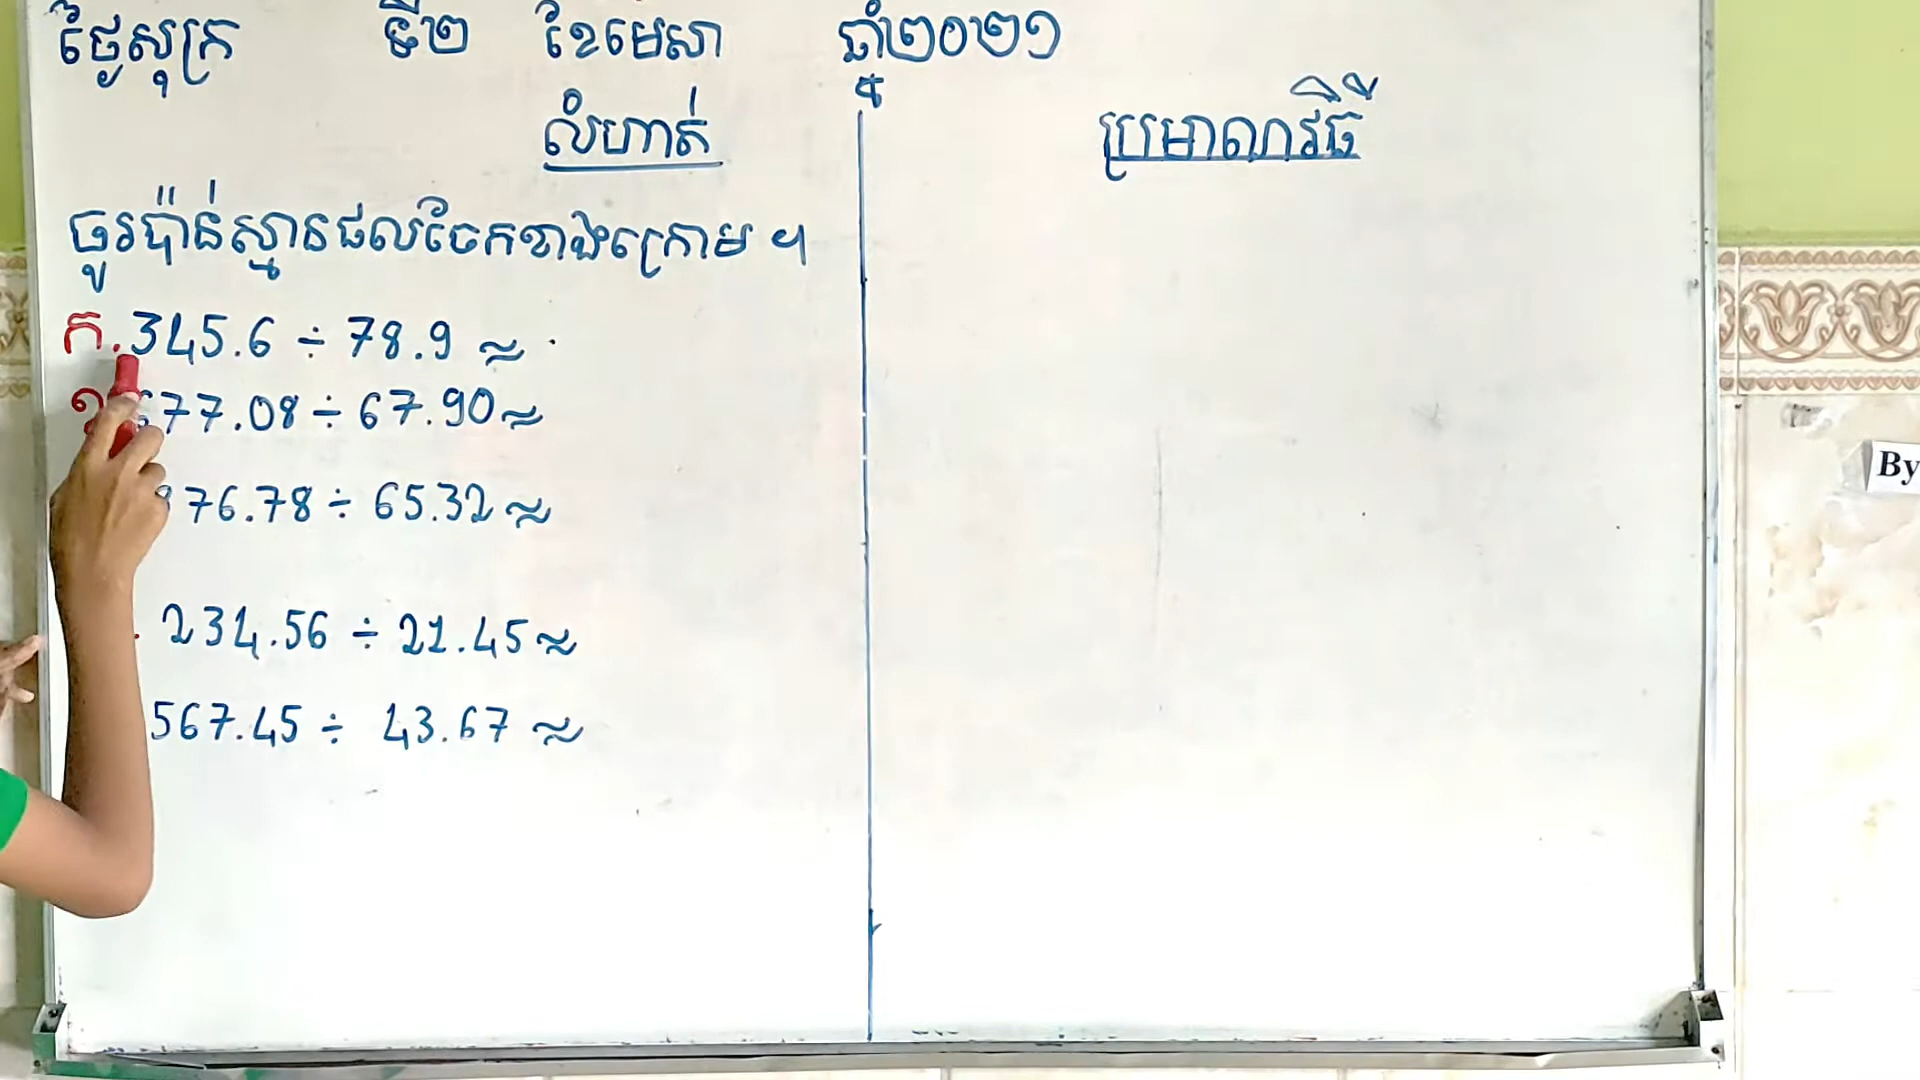 ថ្ងៃសុក្រ ទី២ ខែមេសា ឆ្នាំ២០២១
លំហាត់
ប្រមាណវិធី
ចូរប៉ាន់ស្មានផលចែកខាងក្រោម ។
ក.345.6 ÷ 78.9 ≈
677.08 ÷ 67.90 ≈
76.78 ÷ 65.32 ≈
234.56 ÷ 21.45 ≈
567.45 ÷ 43.67 ≈
By